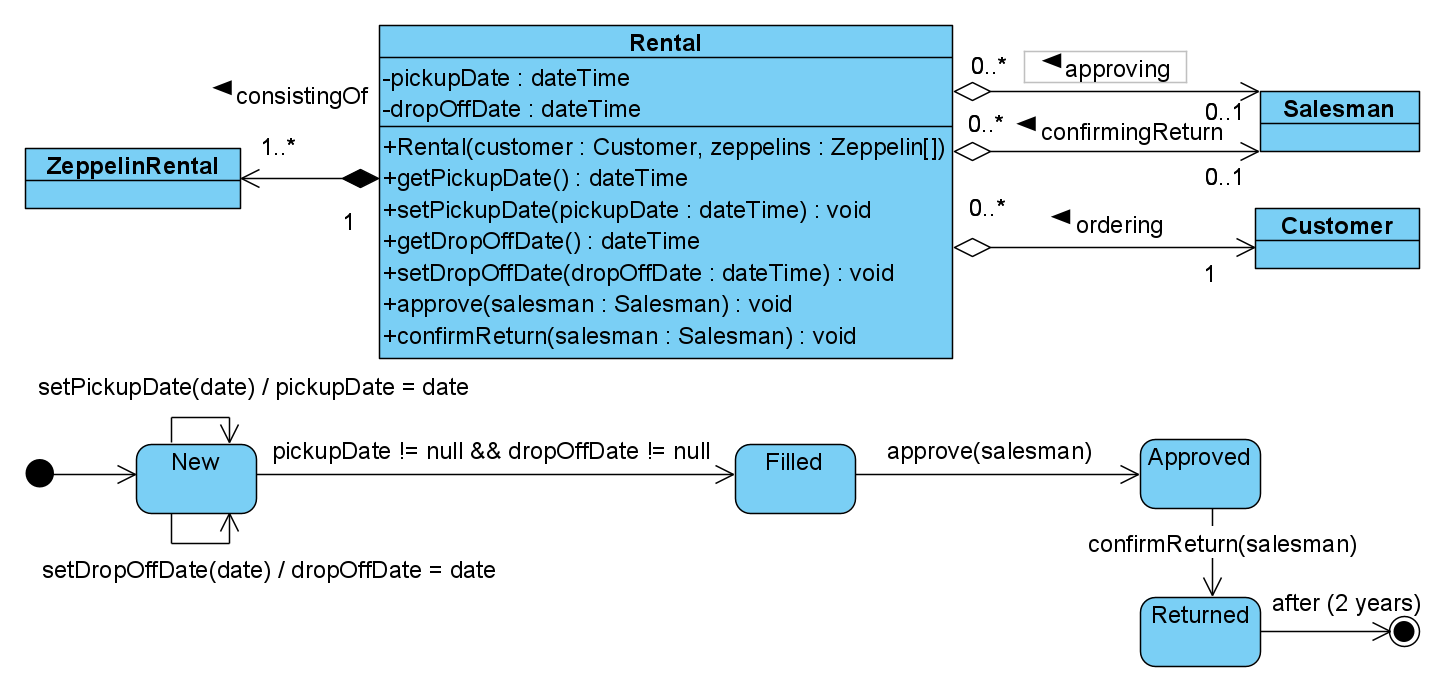 Rental
-pickupDate : dateTime
-dropOffDate : dateTime
+Rental(customer : Customer, zeppelins : Zeppelin[])
+getPickupDate() : dateTime
+setPickupDate(pickupDate : dateTime) : void
+getDropOffDate() : dateTime
+setDropOffDate(dropOffDate : dateTime) : void
+approve(salesman : Salesman) : void
+confirmReturn(salesman : Salesman) : void
consistingOf
1..*
1
ZeppelinRental
0..*
approving
0..1
Salesman
0..*
confirmingReturn
0..1
0..*
ordering
1
Customer
setPickupDate(date) / pickupDate = date
New
setDropOffDate(date) / dropOffDate = date
pickupDate != null && dropOffDate != null
Filled
approve(salesman)
Approved
confirmReturn(salesman)
Returned
after (2 years)